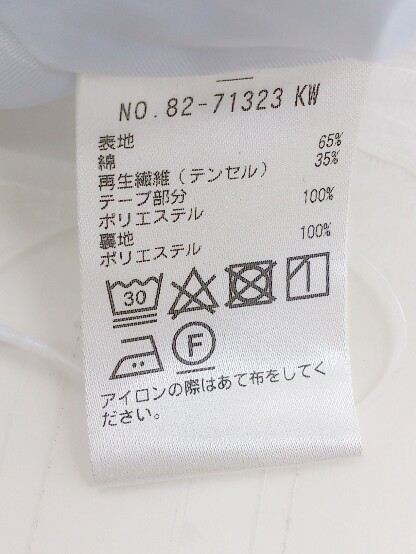 NO.82-71323 KW
表地
綿 65%
再生繊維(テンセル) 35%
テープ部分
ポリエステル 100%
裏地
ポリエステル 100%
30
F
アイロンの際はあて布をしてく
ださい。